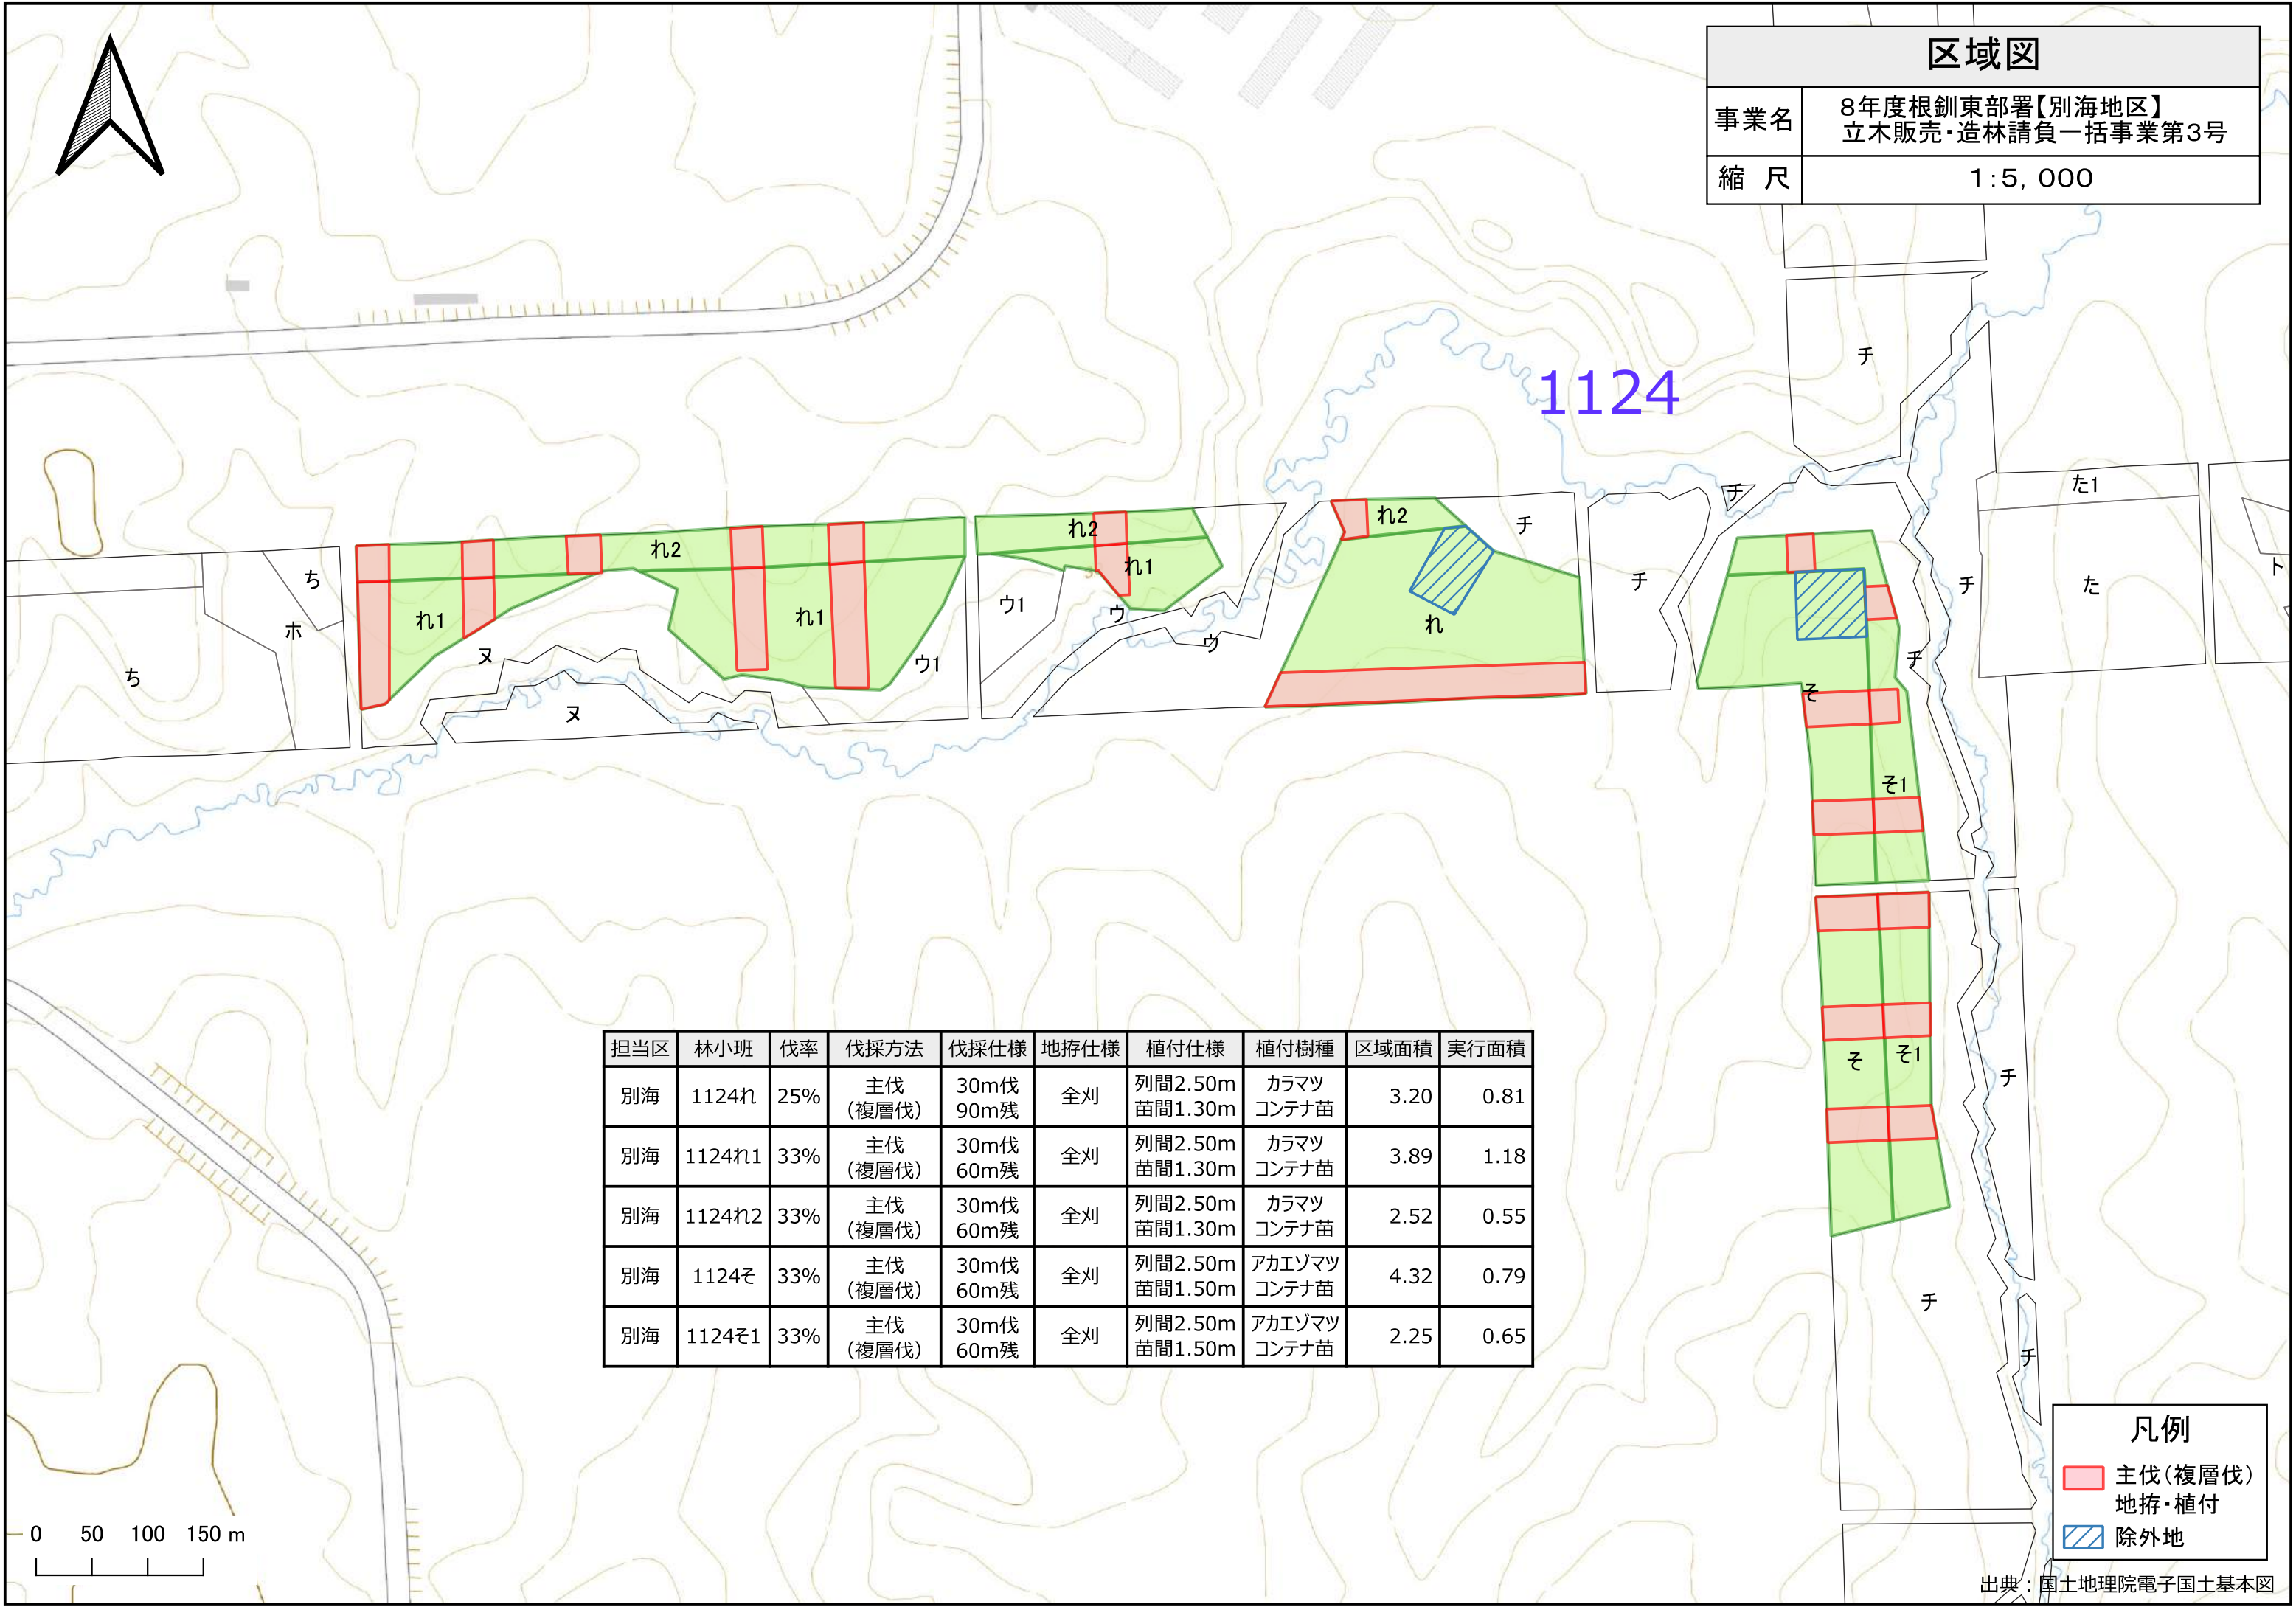 区域図
事業名
8年度根釧東部署【別海地区】
立木販売・造林請負一括事業第3号
縮 尺
1:5,000
1124
チ
た1
チ
れ2
チ
ト
れ2
れ2
れ1
チ
チ
た
ち
ウ1
ウ
れ1
れ1
れ
ホ
ウ
ヌ
ウ1
チ
ち
そ
ヌ
そ1
担当区 林小班 伐率 伐採方法 伐採仕様 地拵仕様 植付仕様 植付樹種 区域面積 実行面積
別海 1124れ 25% 主伐 (複層伐) 30m伐 90m残 全刈 列間2.50m 苗間1.30m カラマツ コンテナ苗 3.20 0.81
別海 1124れ1 33% 主伐 (複層伐) 30m伐 60m残 全刈 列間2.50m 苗間1.30m カラマツ コンテナ苗 3.89 1.18
別海 1124れ2 33% 主伐 (複層伐) 30m伐 60m残 全刈 列間2.50m 苗間1.30m カラマツ コンテナ苗 2.52 0.55
別海 1124そ 33% 主伐 (複層伐) 30m伐 60m残 全刈 列間2.50m 苗間1.50m アカエゾマツ コンテナ苗 4.32 0.79
別海 1124そ1 33% 主伐 (複層伐) 30m伐 60m残 全刈 列間2.50m 苗間1.50m アカエゾマツ コンテナ苗 2.25 0.65
そ
そ1
チ
チ
チ
凡例
主伐(複層伐)
地拵・植付
除外地
0 50 100 150 m
出典:国土地理院電子国土基本図